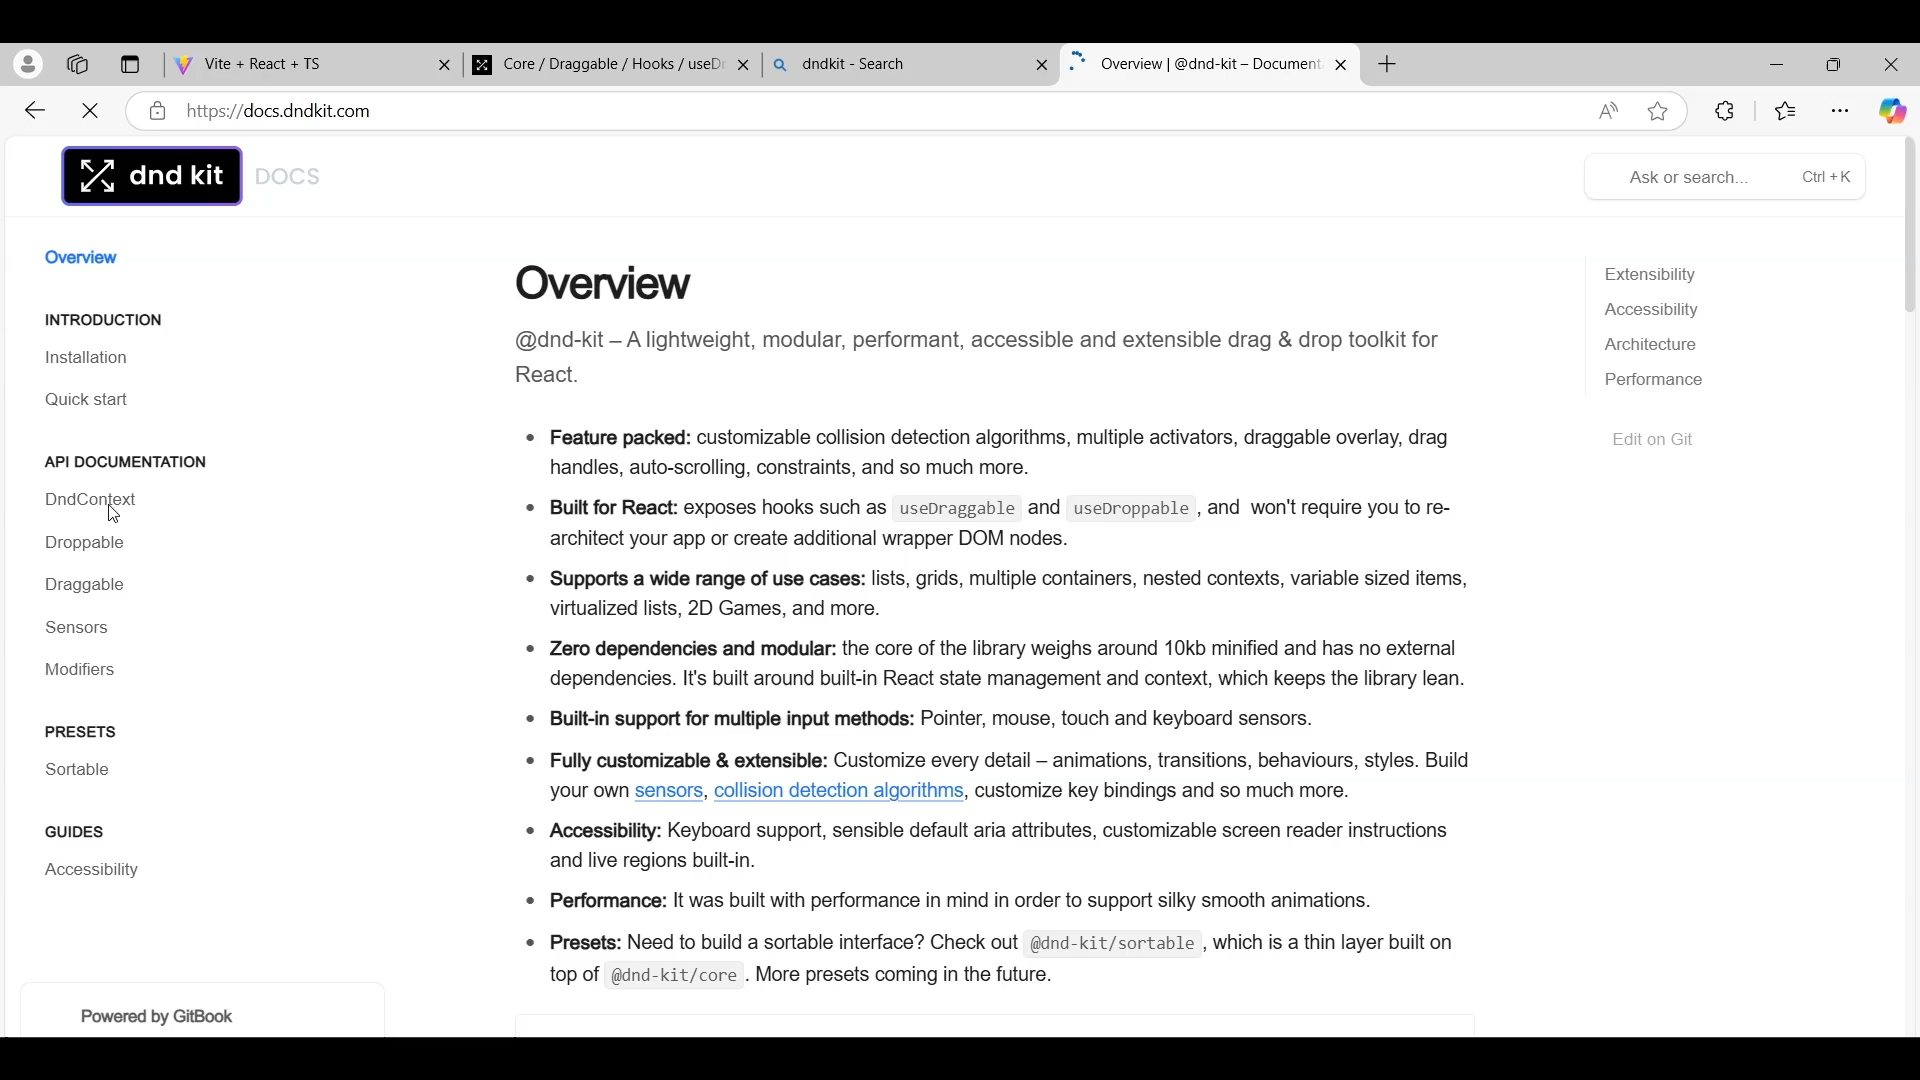 Vite + React + TS
Core / Draggable / Hooks / useDr
dndkit - Search
Overview | @dnd-kit – Document
https://docs.dndkit.com
dnd kit DOCS
Ask or search... Ctrl + K
Overview
INTRODUCTION
Installation
Quick start
API DOCUMENTATION
DndContext
Droppable
Draggable
Sensors
Modifiers
PRESETS
Sortable
GUIDES
Accessibility
Powered by GitBook
Overview
@dnd-kit – A lightweight, modular, performant, accessible and extensible drag & drop toolkit for
React.
Feature packed: customizable collision detection algorithms, multiple activators, draggable overlay, drag
handles, auto-scrolling, constraints, and so much more.
Built for React: exposes hooks such as useDraggable and useDroppable, and won't require you to re-
architect your app or create additional wrapper DOM nodes.
Supports a wide range of use cases: lists, grids, multiple containers, nested contexts, variable sized items,
virtualized lists, 2D Games, and more.
Zero dependencies and modular: the core of the library weighs around 10kb minified and has no external
dependencies. It's built around built-in React state management and context, which keeps the library lean.
Built-in support for multiple input methods: Pointer, mouse, touch and keyboard sensors.
Fully customizable & extensible: Customize every detail – animations, transitions, behaviours, styles. Build
your own sensors, collision detection algorithms, customize key bindings and so much more.
Accessibility: Keyboard support, sensible default aria attributes, customizable screen reader instructions
and live regions built-in.
Performance: It was built with performance in mind in order to support silky smooth animations.
Presets: Need to build a sortable interface? Check out @dnd-kit/sortable, which is a thin layer built on
top of @dnd-kit/core. More presets coming in the future.
Extensibility
Accessibility
Architecture
Performance
Edit on Git